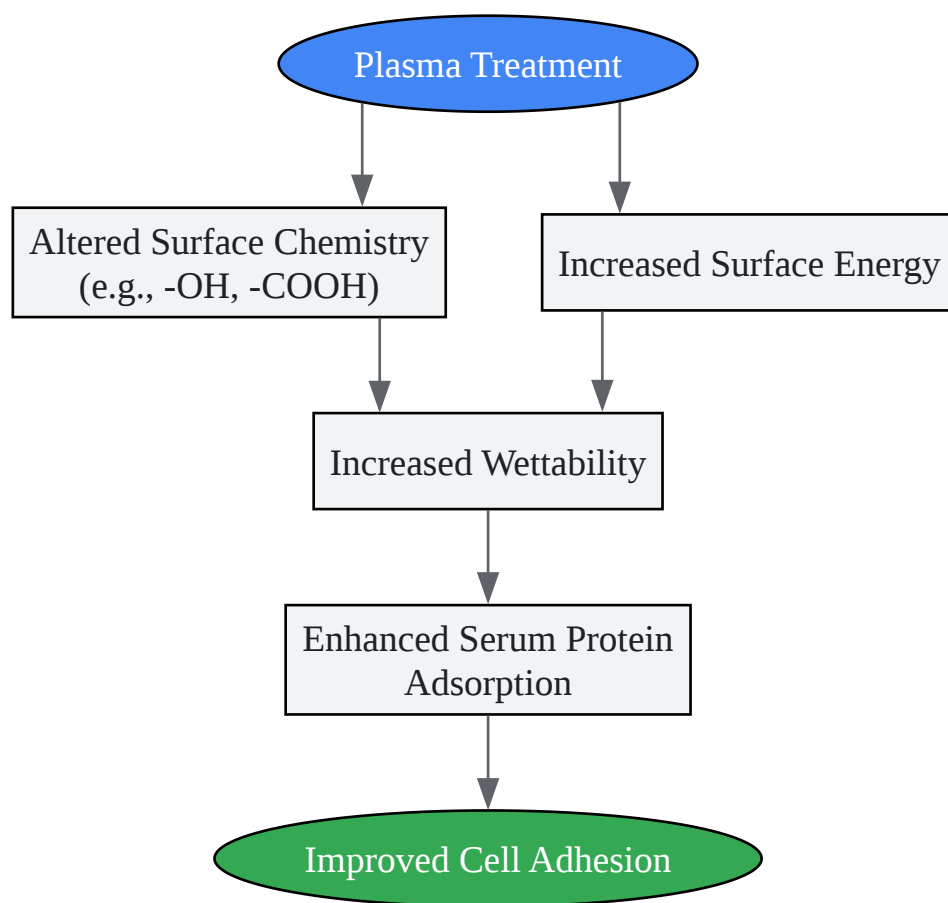 Plasma Treatment
Altered Surface Chemistry
(e.g., -OH, -COOH)
Increased Surface Energy
Increased Wettability
Enhanced Serum Protein
Adsorption
Improved Cell Adhesion